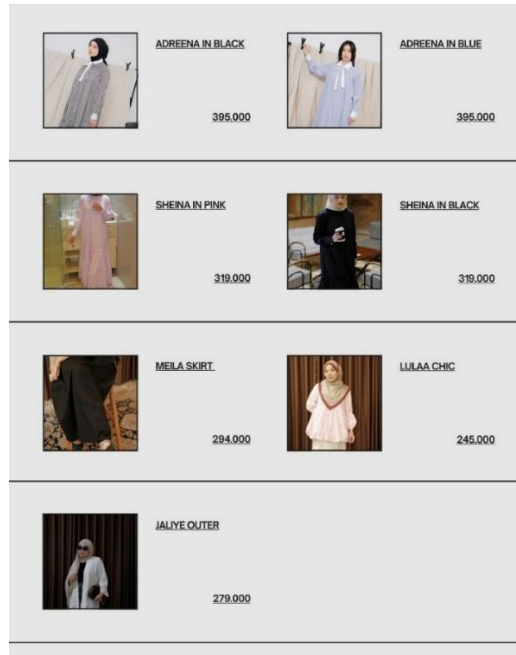 ADREENA IN BLACK
395.000
ADREENA IN BLUE
395.000
SHEINA IN PINK
319.000
SHEINA IN BLACK
319.000
MEILA SKIRT
294.000
LULAA CHIC
245.000
JALIYE OUTER
279.000